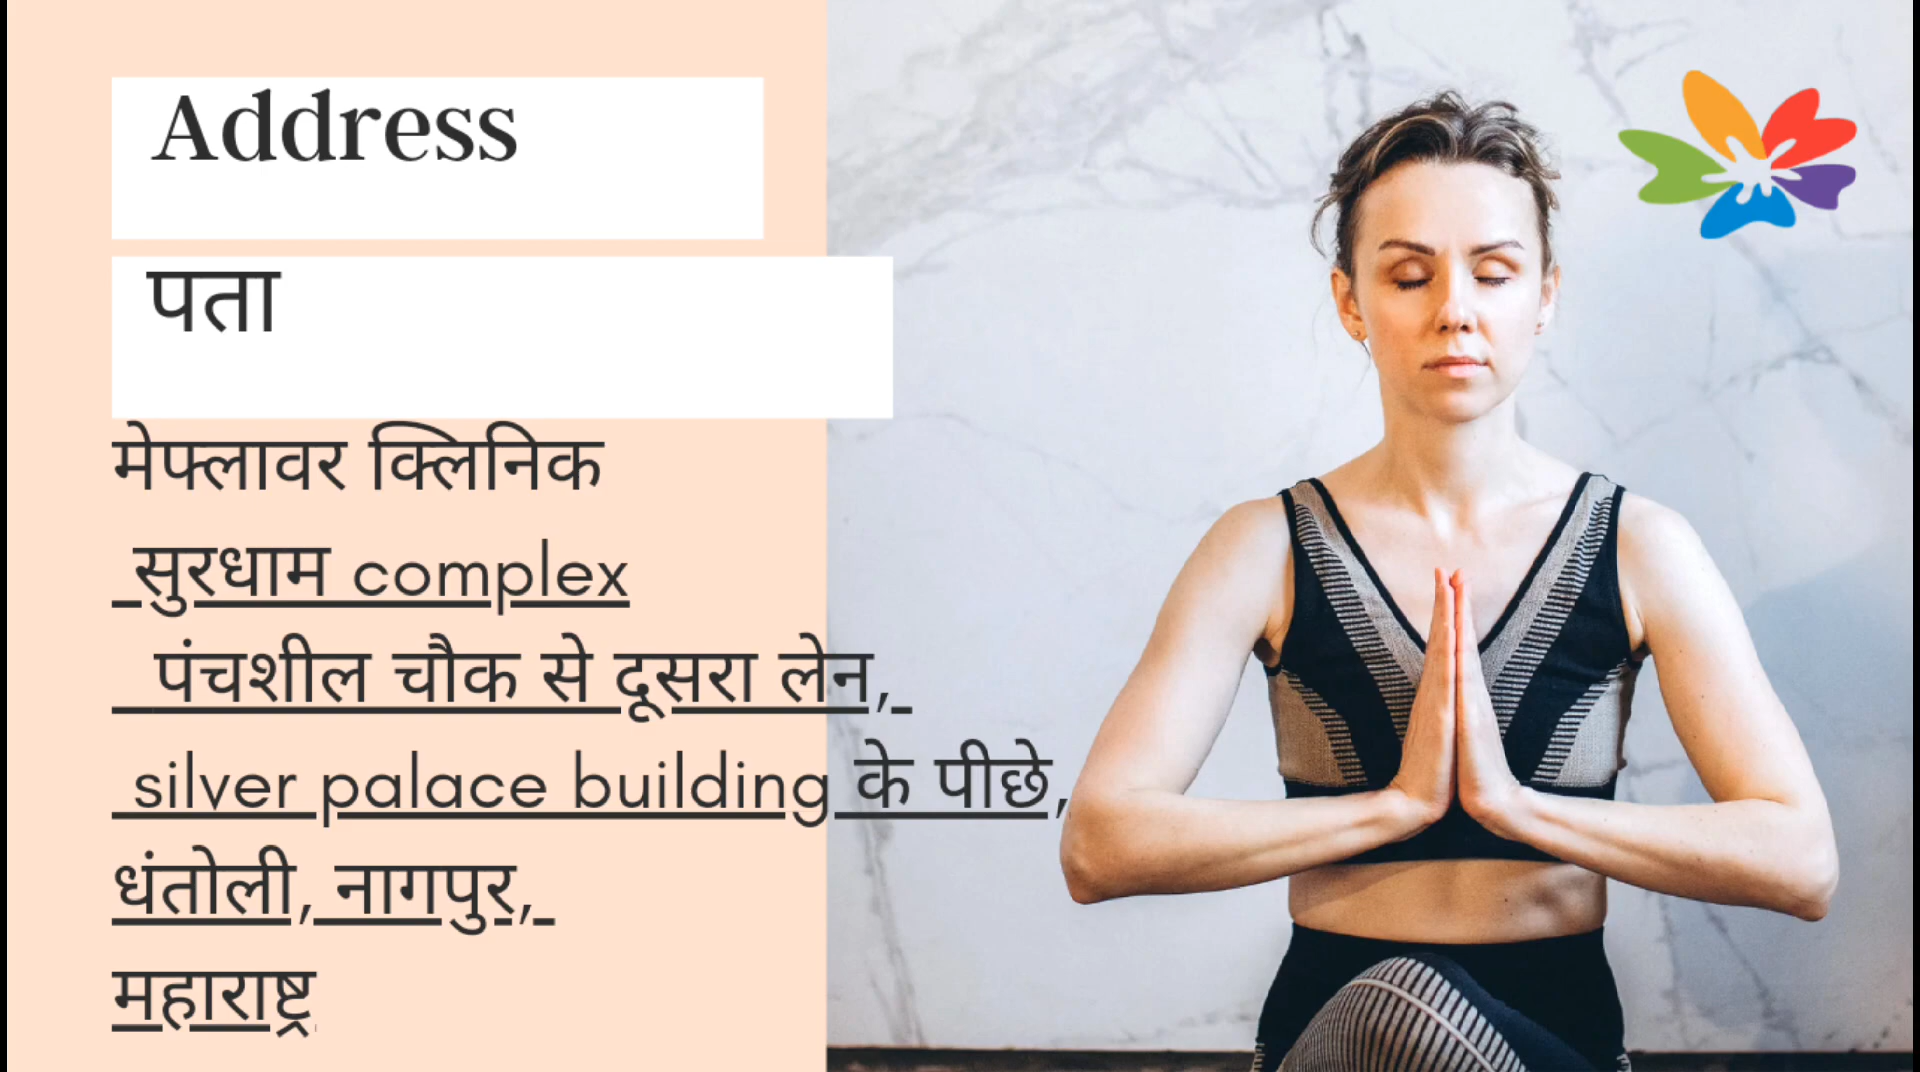 Address
पता
मेफ्लावर क्लिनिक
सुरधाम complex
पंचशील चौक से दूसरा लेन,
silver palace building के पीछे,
धंतोली, नागपुर,
महाराष्ट्र